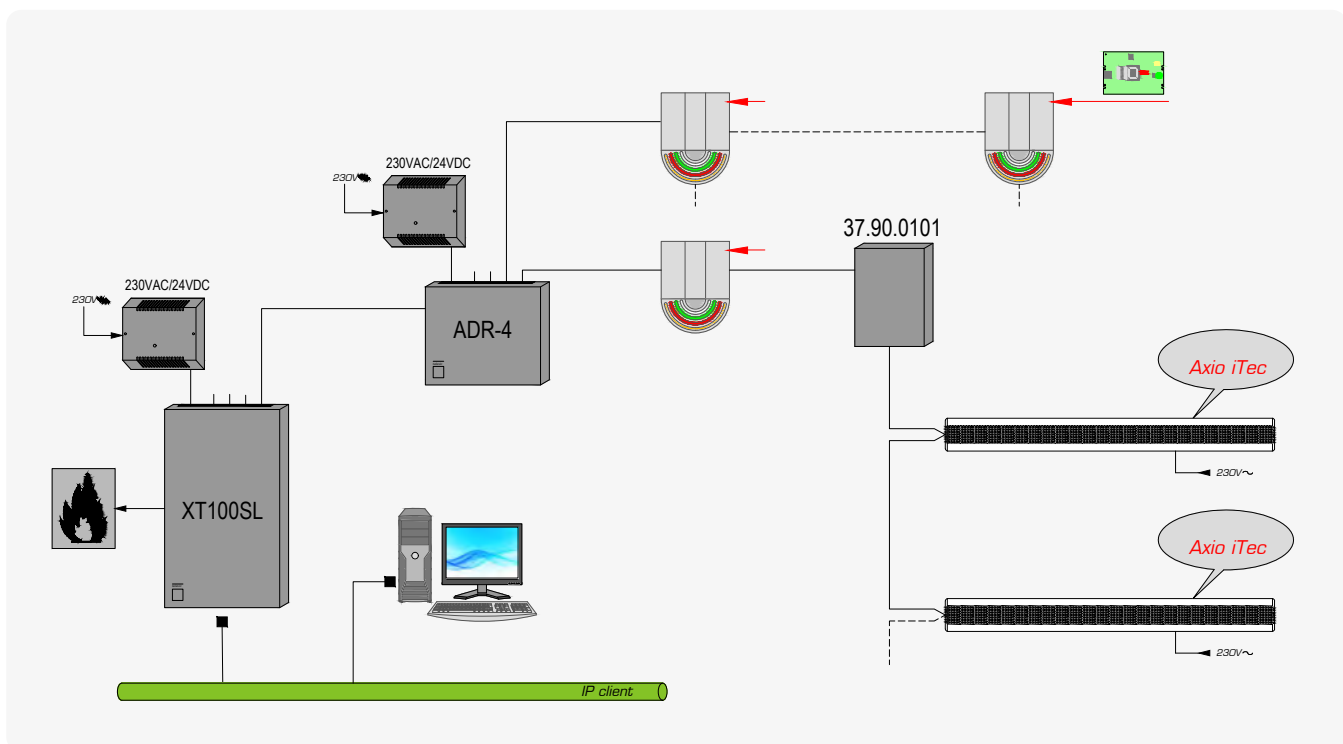 230VAC/24VDC
230V
37.90.0101
230VAC/24VDC
230V
ADR-4
Axio iTec
230V~
XT100SL
Axio iTec
230V~
IP client